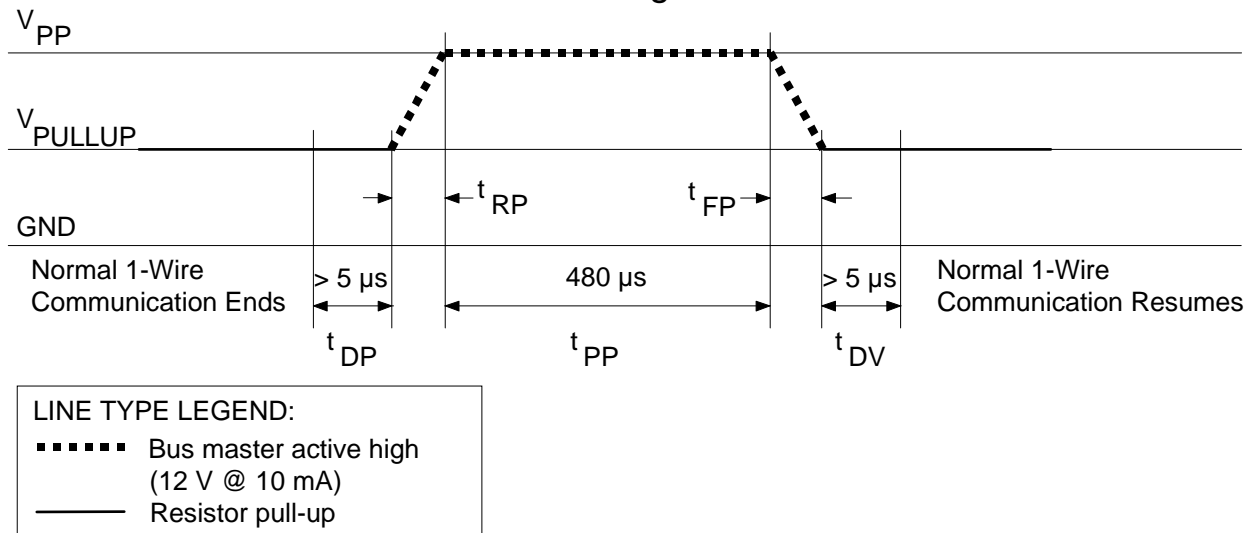 V PP
V PULLUP
t RP
t FP
GND
Normal 1-Wire
Communication Ends
> 5 µs
480 µs
> 5 µs
Normal 1-Wire
Communication Resumes
t DP
t PP
t DV
LINE TYPE LEGEND:
Bus master active high
(12 V @ 10 mA)
Resistor pull-up